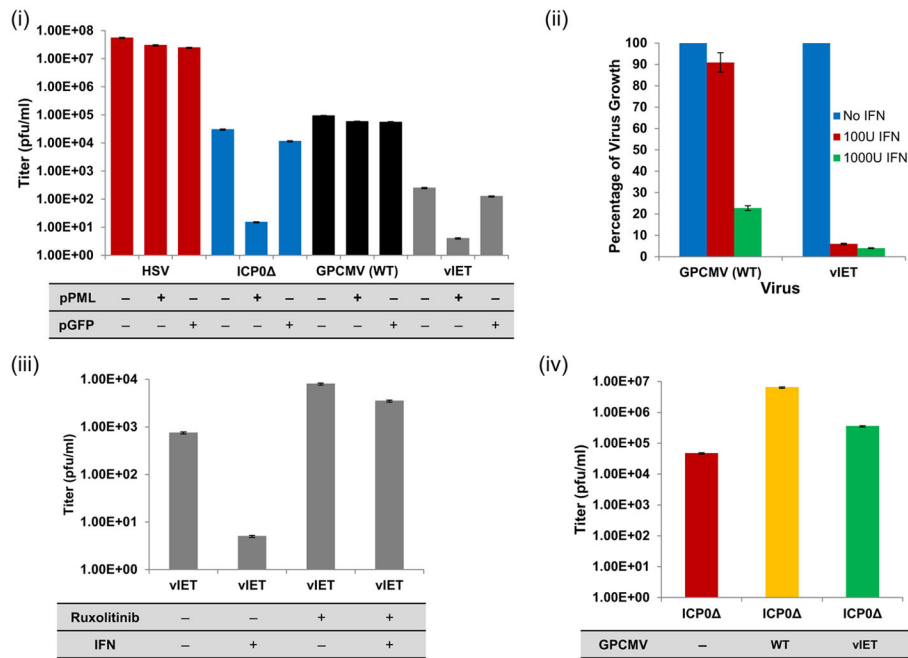 (i)
Titer (pfu/ml)
1.00E+08
1.00E+07
1.00E+06
1.00E+05
1.00E+04
1.00E+03
1.00E+02
1.00E+01
1.00E+00
HSV ICP0Δ GPCMV (WT) vIET
pPML – + – – + – – + – – + –
pGFP – – + – – + – – + – – +
(ii)
Percentage of Virus Growth
100
90
80
70
60
50
40
30
20
10
0
No IFN
100U IFN
1000U IFN
GPCMV (WT) vIET
Virus
(iii)
Titer (pfu/ml)
1.00E+04
1.00E+03
1.00E+02
1.00E+01
1.00E+00
vIET vIET vIET vIET
Ruxolitinib – – + +
IFN – + – +
(iv)
Titer (pfu/ml)
1.00E+07
1.00E+06
1.00E+05
1.00E+04
1.00E+03
1.00E+02
1.00E+01
1.00E+00
ICP0Δ ICP0Δ ICP0Δ
GPCMV – WT vIET